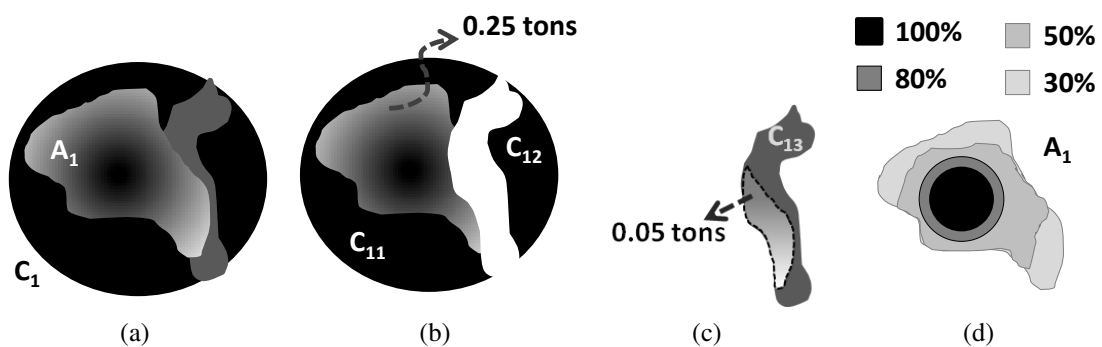 0.25 tons
100%
50%
80%
30%
A1
C12
C13
A1
0.05 tons
C11
C1
(a)
(b)
(c)
(d)